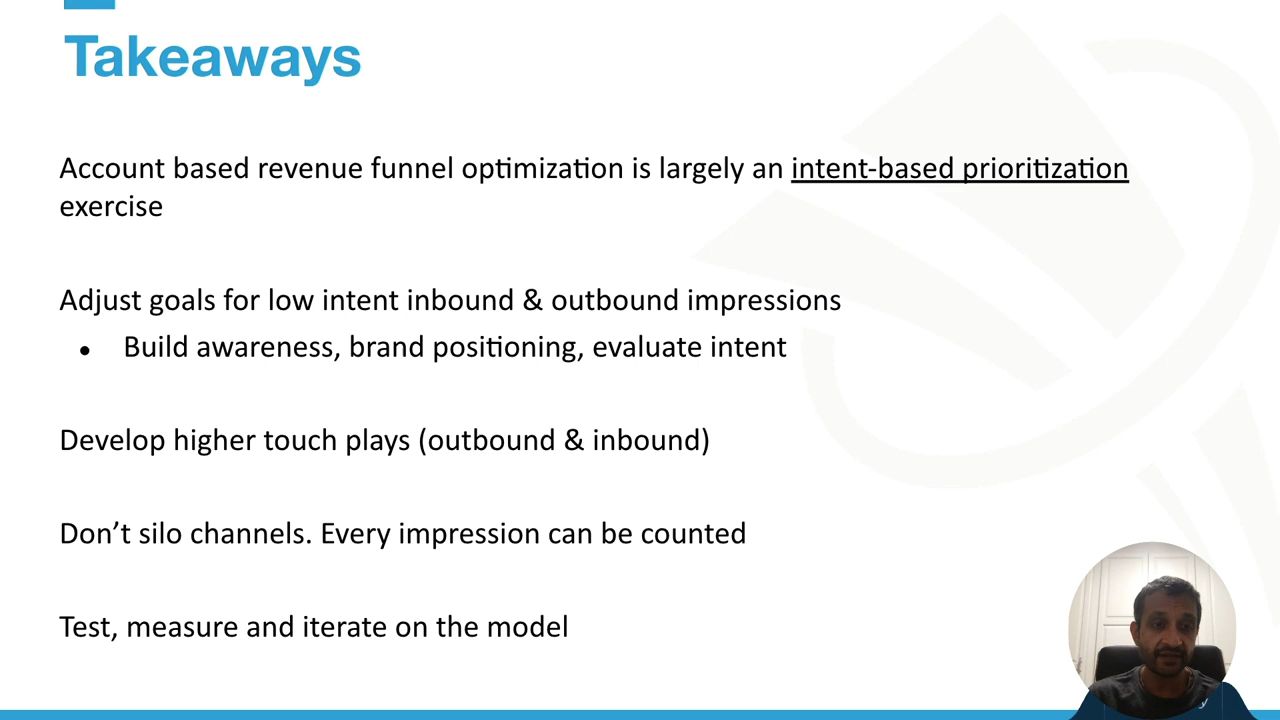 Takeaways
Account based revenue funnel optimization is largely an intent-based prioritization
exercise
Adjust goals for low intent inbound & outbound impressions
• Build awareness, brand positioning, evaluate intent
Develop higher touch plays (outbound & inbound)
Don’t silo channels. Every impression can be counted
Test, measure and iterate on the model